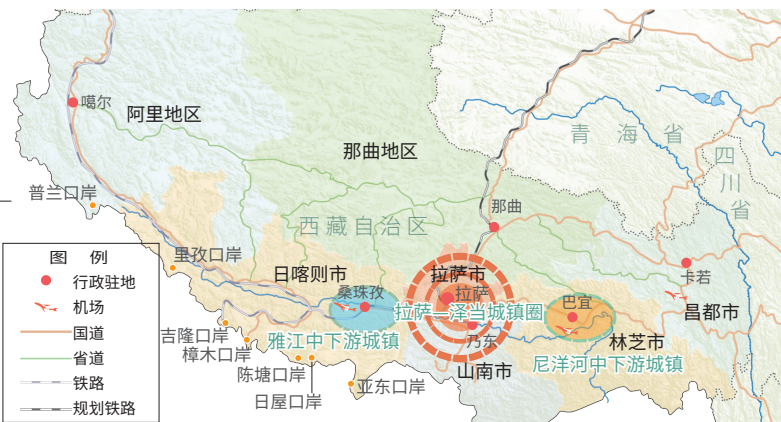 噶尔
阿里地区
那曲地区
青海省
四川省
普兰口岸
西藏自治区
那曲
里孜口岸
日喀则市
拉萨市
卡若
桑珠孜
拉萨
巴宜
昌都市
拉萨—泽当城镇圈
吉隆口岸
雅江中下游城镇
乃东
林芝市
樟木口岸
尼洋河中下游城镇
陈塘口岸
山南市
亚东口岸
日屋口岸
图 例
行政驻地
机场
国道
省道
铁路
规划铁路